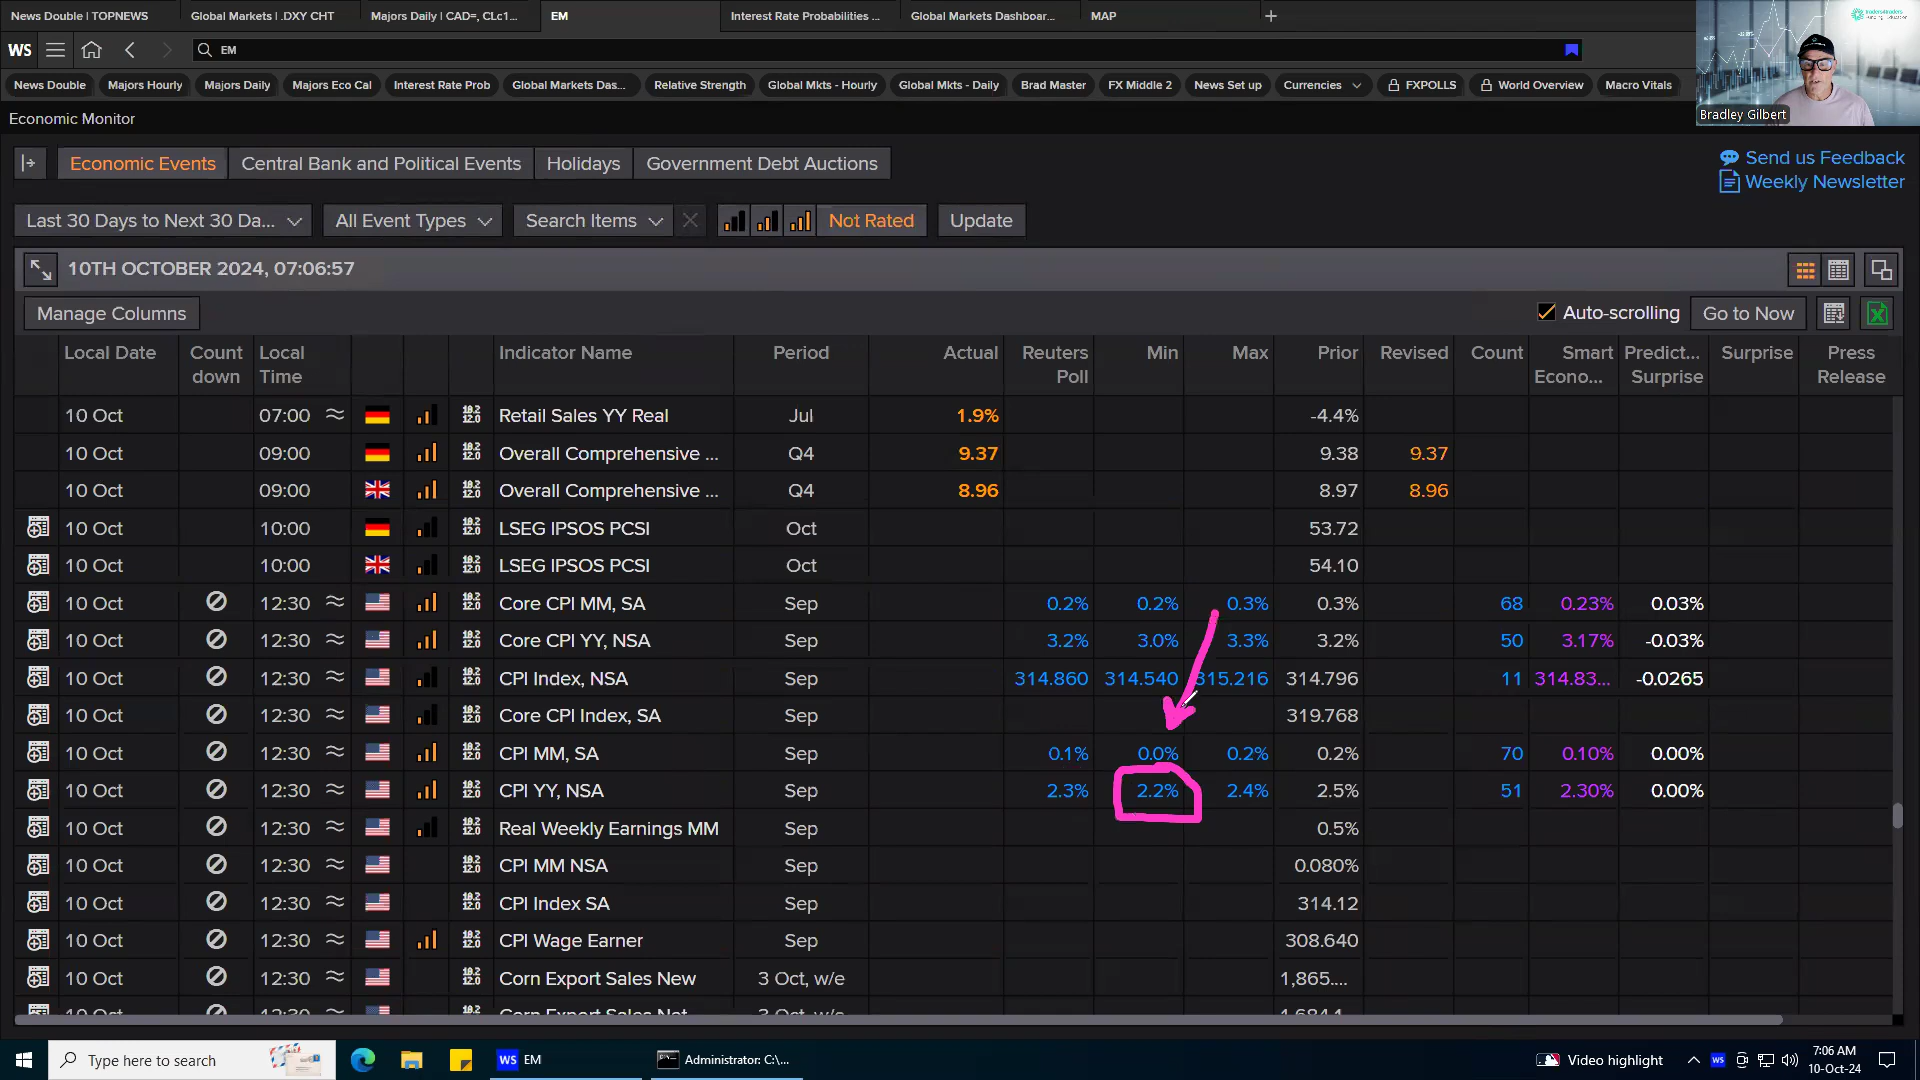 News Double | TOPNEWS
Global Markets | .DXY CHT
Majors Daily | CAD=, CLc1...
EM
Interest Rate Probabilities ...
Global Markets Dashboar...
MAP
WS
EM
News Double
Majors Hourly
Majors Daily
Majors Eco Cal
Interest Rate Prob
Global Markets Das...
Relative Strength
Global Mkts - Hourly
Global Mkts - Daily
Brad Master
FX Middle 2
News Set up
Currencies
FXPOLLS
World Overview
Macro Vitals
Bradley Gilbert
Economic Monitor
Economic Events
Central Bank and Political Events
Holidays
Government Debt Auctions
Send us Feedback
Weekly Newsletter
Last 30 Days to Next 30 Da...
All Event Types
Search Items
Not Rated
Update
10TH OCTOBER 2024, 07:06:57
Manage Columns
Auto-scrolling
Go to Now
Local Date Count down Local Time Indicator Name Period Actual Reuters Poll Min Max Prior Revised Count Smart Econo... Predict... Surprise Surprise Press Release
10 Oct 07:00 Retail Sales YY Real Jul 1.9% -4.4%
10 Oct 09:00 Overall Comprehensive ... Q4 9.37 9.38 9.37
10 Oct 09:00 Overall Comprehensive ... Q4 8.96 8.97 8.96
10 Oct 10:00 LSEG IPSOS PCSI Oct 53.72
10 Oct 10:00 LSEG IPSOS PCSI Oct 54.10
10 Oct 12:30 Core CPI MM, SA Sep 0.2% 0.2% 0.3% 0.3% 68 0.23% 0.03%
10 Oct 12:30 Core CPI YY, NSA Sep 3.2% 3.0% 3.3% 3.2% 50 3.17% -0.03%
10 Oct 12:30 CPI Index, NSA Sep 314.860 314.540 315.216 314.796 11 314.83... -0.0265
10 Oct 12:30 Core CPI Index, SA Sep 319.768
10 Oct 12:30 CPI MM, SA Sep 0.1% 0.0% 0.2% 0.2% 70 0.10% 0.00%
10 Oct 12:30 CPI YY, NSA Sep 2.3% 2.2% 2.4% 2.5% 51 2.30% 0.00%
10 Oct 12:30 Real Weekly Earnings MM Sep 0.5%
10 Oct 12:30 CPI MM NSA Sep 0.080%
10 Oct 12:30 CPI Index SA Sep 314.12
10 Oct 12:30 CPI Wage Earner Sep 308.640
10 Oct 12:30 Corn Export Sales New 3 Oct, w/e 1,865....
Type here to search
WS EM
Administrator: C:\...
Video highlight
WS
7:06 AM
10-Oct-24